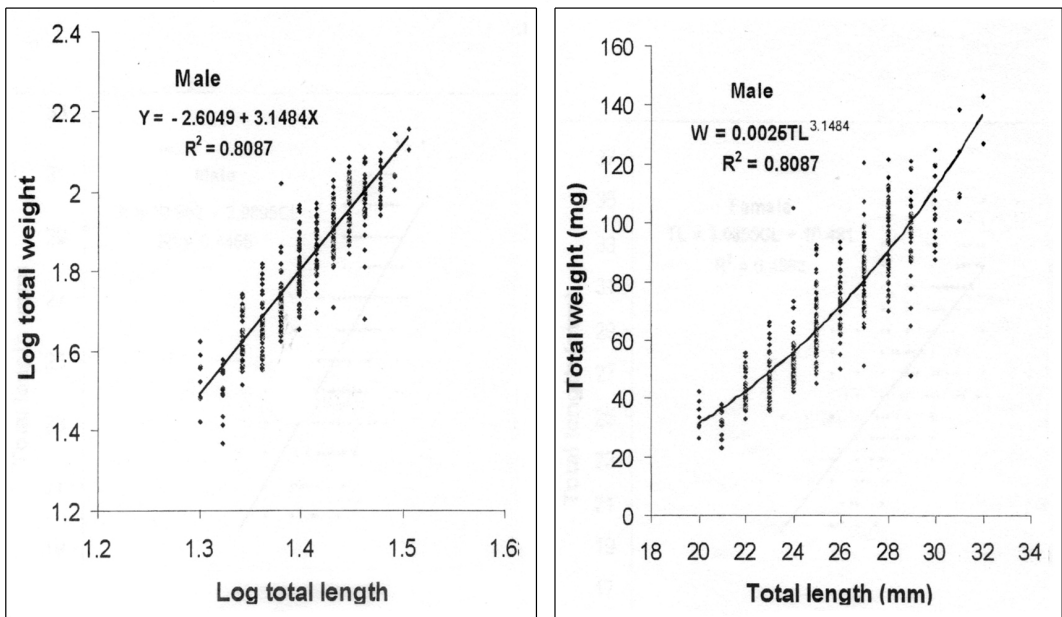 2.4
2.2
2
1.8
1.6
1.4
1.2
Log total weight
Male
Y = - 2.6049 + 3.1484X
R² = 0.8087
1.2
1.3
1.4
1.5
1.6
Log total length
160
140
120
100
80
60
40
20
0
Total weight (mg)
Male
W = 0.0025TL^3.1484
R² = 0.8087
Female
18
20
22
24
26
28
30
32
34
Total length (mm)